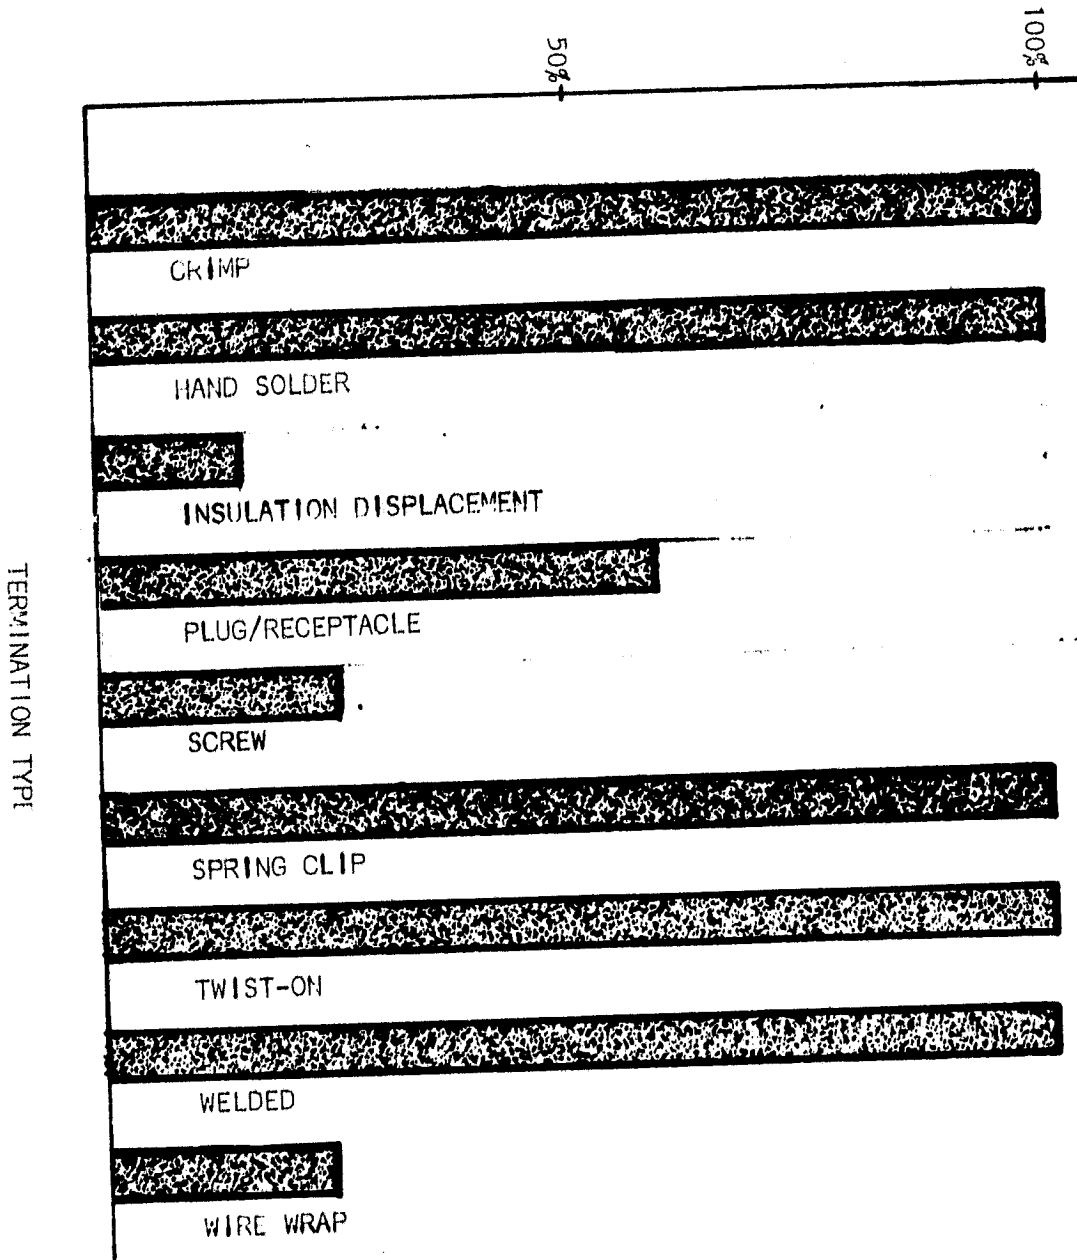 50%
100%
CRIMP
HAND SOLDER
INSULATION DISPLACEMENT
PLUG/RECEPTACLE
SCREW
SPRING CLIP
TWIST-ON
WELDED
WIRE WRAP
TERMINATION TYPE